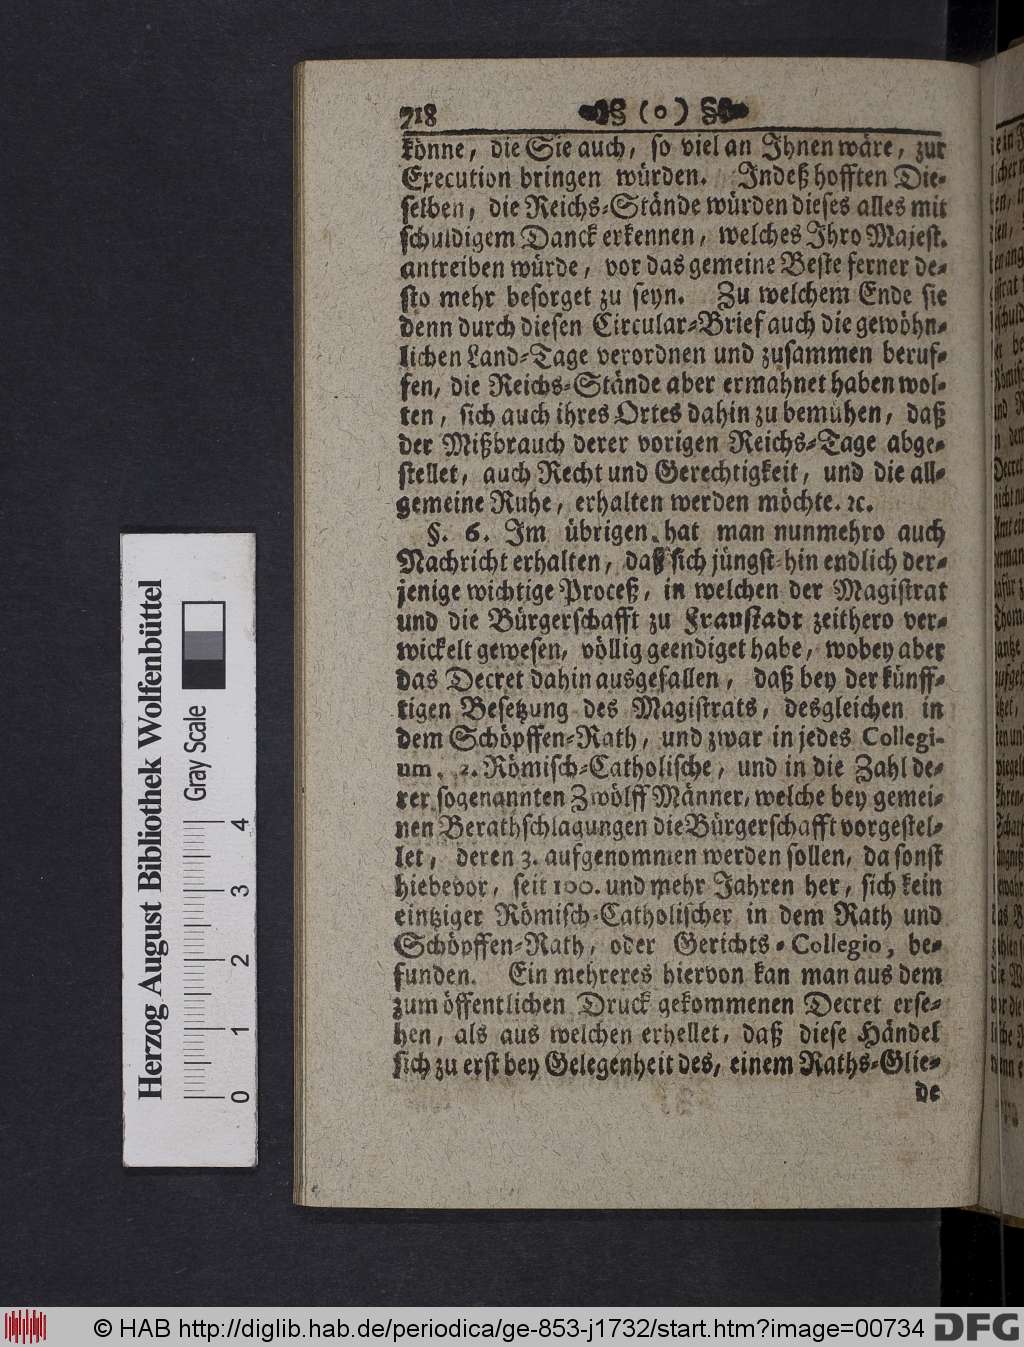 718 ( o )
könne, die Sie auch, so viel an Ihnen wäre, zur
Execution bringen würden. Indeß hofften Die-
selben, die Reichs-Stände würden dieses alles mit
schuldigem Danck erkennen, welches Ihro Majest.
antreiben würde, vor das gemeine Beste ferner de-
sto mehr besorget zu seyn. Zu welchem Ende sie
denn durch diesen Circular-Brief auch die gewöhn-
lichen Land-Tage verordnen und zusammen beruf-
fen, die Reichs-Stände aber ermahnet haben wol-
ten, sich auch ihres Ortes dahin zu bemühen, daß
der Mißbrauch derer vorigen Reichs-Tage abge-
stellet, auch Recht und Gerechtigkeit, und die all-
gemeine Ruhe, erhalten werden möchte. ꝛc.
§. 6. Im übrigen hat man nunmehro auch
Nachricht erhalten, daß sich jüngst-hin endlich der-
jenige wichtige Proceß, in welchen der Magistrat
und die Bürgerschafft zu Fraustadt zeithero ver-
wickelt gewesen, völlig geendiget habe, wobey aber
das Decret dahin ausgefallen, daß bey der künff-
tigen Besetzung des Magistrats, desgleichen in
dem Schöpffen-Rath, und zwar in jedes Collegi-
um, 2. Römisch-Catholische, und in die Zahl de-
rer sogenannten Zwölff Männer, welche bey gemei-
nen Berathschlagungen die Bürgerschafft vorgestel-
let, deren 3. aufgenommen werden sollen, da sonst
hiebevor, seit 100. und mehr Jahren her, sich kein
eintziger Römisch-Catholischer in dem Rath und
Schöpffen-Rath, oder Gerichts-Collegio, be-
funden. Ein mehreres hiervon kan man aus dem
zum öffentlichen Druck gekommenen Decret erse-
hen, als aus welchen erhellet, daß diese Händel
sich zu erst bey Gelegenheit des, einem Raths-Glie-
de
Herzog August Bibliothek Wolfenbüttel
Gray Scale
0 1 2 3 4
© HAB http://diglib.hab.de/periodica/ge-853-j1732/start.htm?image=00734
DFG